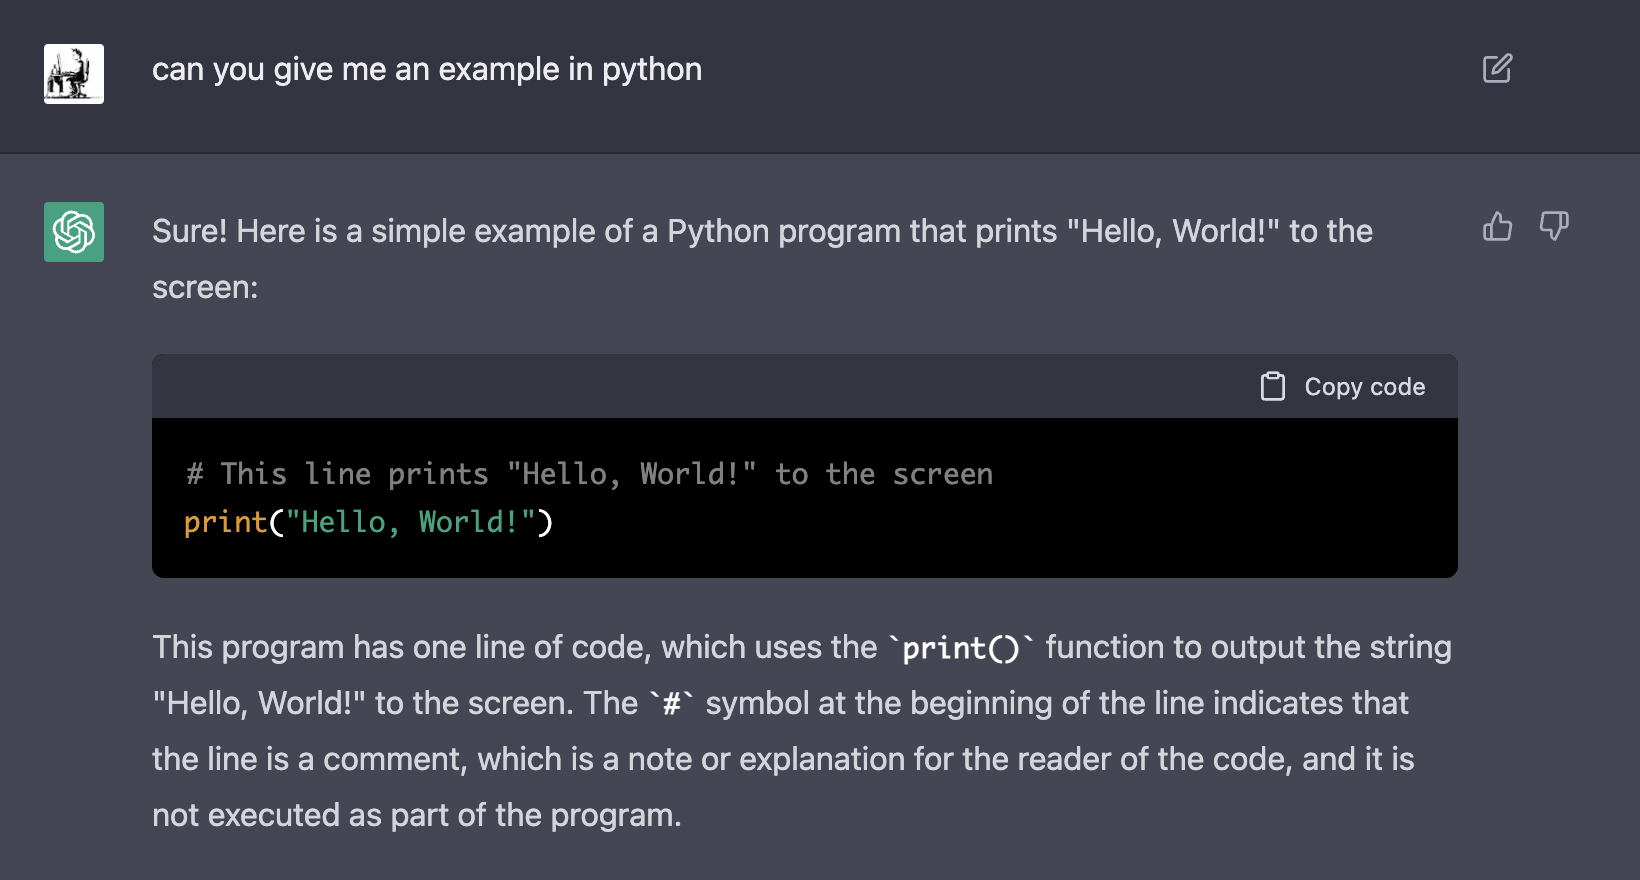 can you give me an example in python
Sure! Here is a simple example of a Python program that prints "Hello, World!" to the
screen:
Copy code
# This line prints "Hello, World!" to the screen
print("Hello, World!")
This program has one line of code, which uses the `print()` function to output the string
"Hello, World!" to the screen. The `#` symbol at the beginning of the line indicates that
the line is a comment, which is a note or explanation for the reader of the code, and it is
not executed as part of the program.